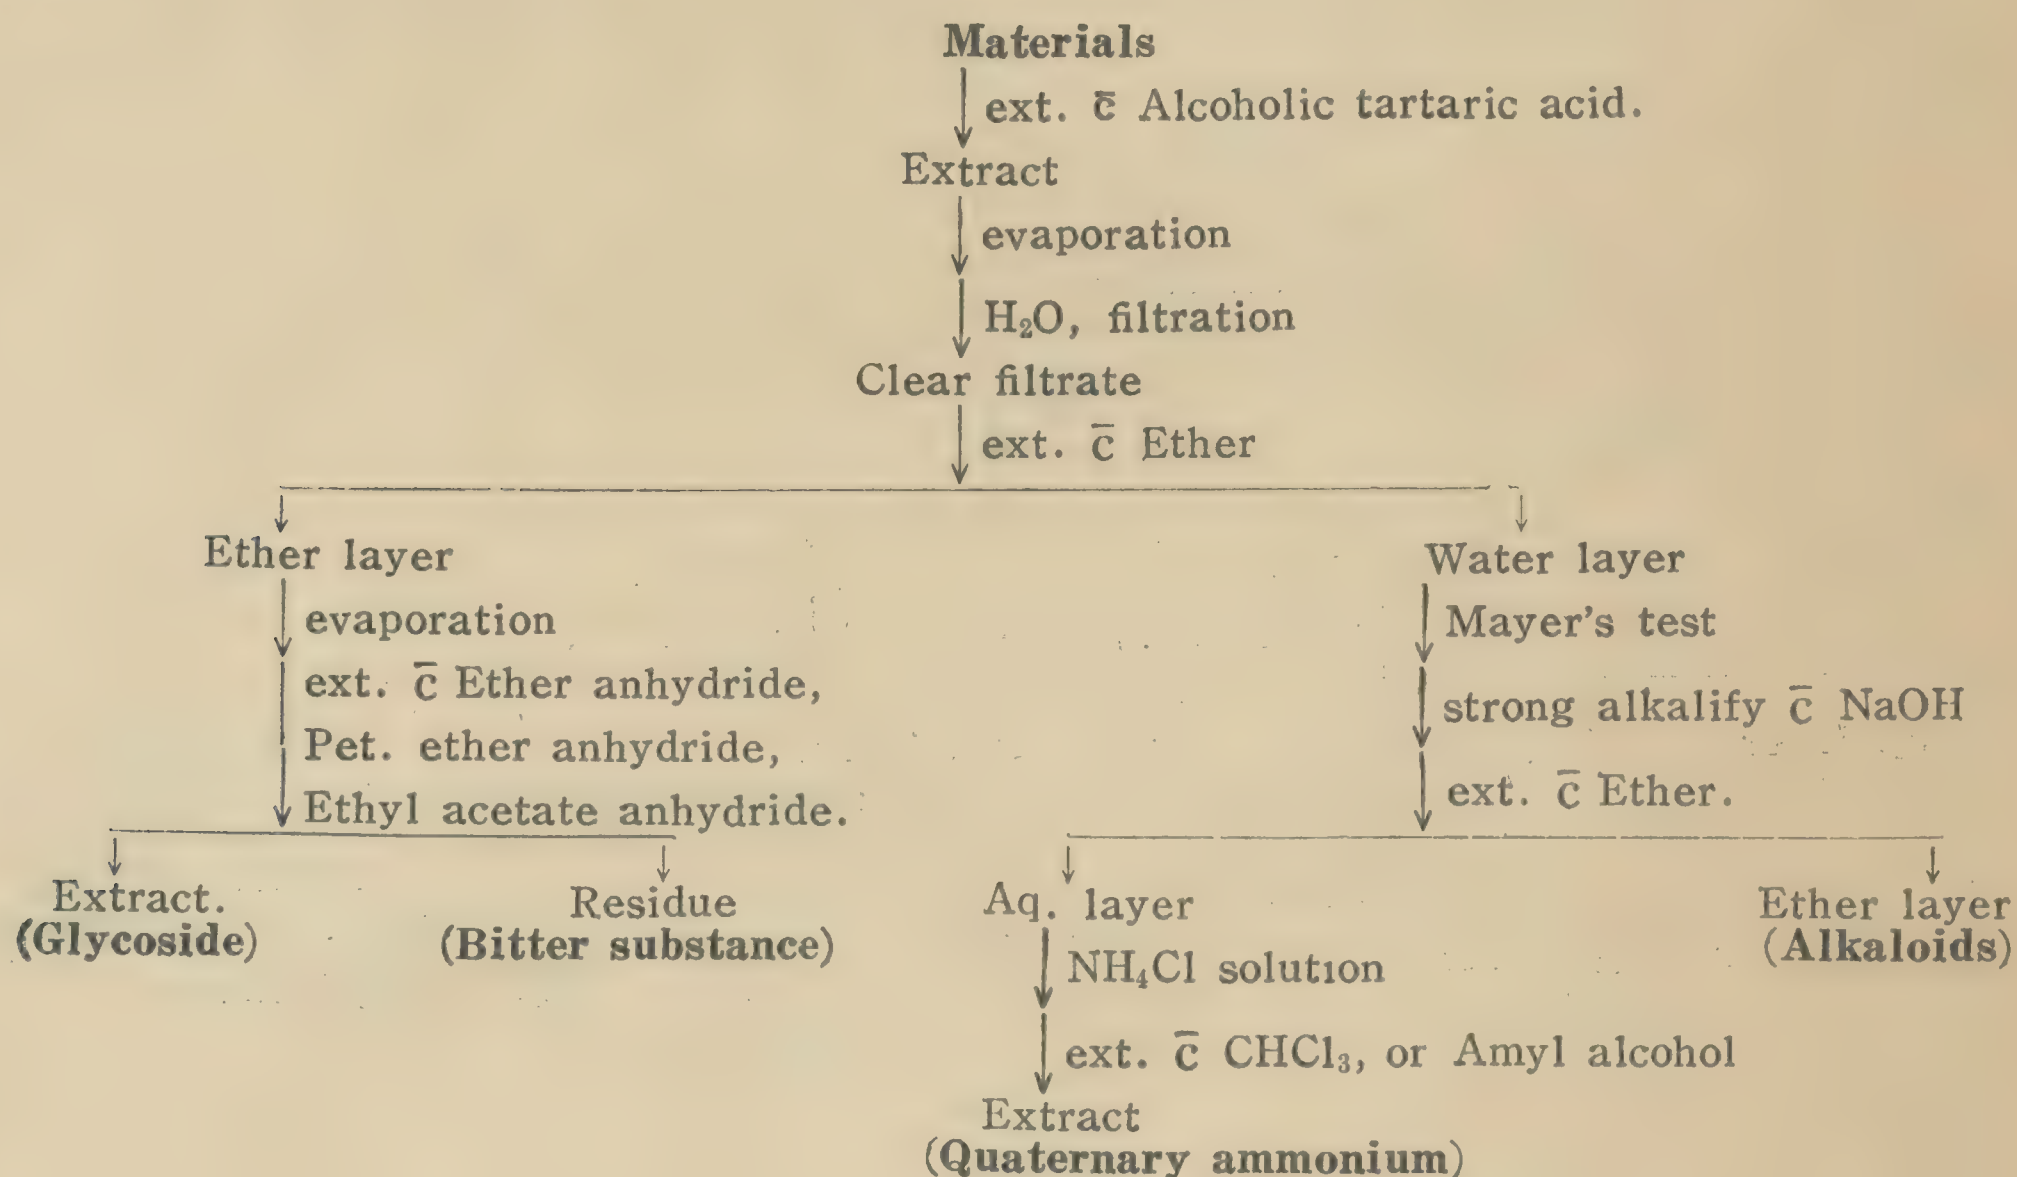 Materials
ext. c̄ Alcoholic tartaric acid.
Extract
evaporation
H₂O, filtration
Clear filtrate
ext. c̄ Ether
Ether layer
evaporation
ext. c̄ Ether anhydride,
Pet. ether anhydride,
Ethyl acetate anhydride.
Extract.
(Glycoside)
Residue
(Bitter substance)
Water layer
Mayer's test
strong alkalify c̄ NaOH
ext. c̄ Ether.
Aq. layer
NH₄Cl solution
ext. c̄ CHCl₃, or Amyl alcohol
Extract
(Quaternary ammonium)
Ether layer
(Alkaloids)